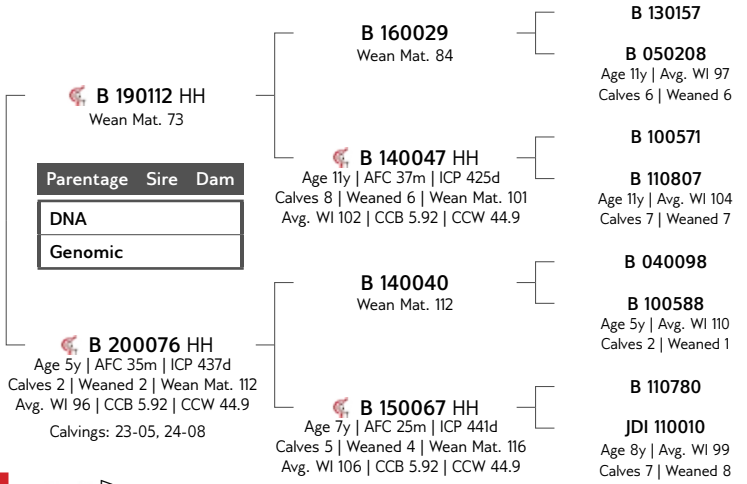 B 190112 HH
Wean Mat. 73
Parentage Sire Dam
DNA
Genomic
B 200076 HH
Age 5y | AFC 35m | ICP 437d
Calves 2 | Weaned 2 | Wean Mat. 112
Avg. WI 96 | CCB 5.92 | CCW 44.9
Calvings: 23-05, 24-08
B 160029
Wean Mat. 84
B 140047 HH
Age 11y | AFC 37m | ICP 425d
Calves 8 | Weaned 6 | Wean Mat. 101
Avg. WI 102 | CCB 5.92 | CCW 44.9
B 140040
Wean Mat. 112
B 150067 HH
Age 7y | AFC 25m | ICP 441d
Calves 5 | Weaned 4 | Wean Mat. 116
Avg. WI 106 | CCB 5.92 | CCW 44.9
B 130157
B 050208
Age 11y | Avg. WI 97
Calves 6 | Weaned 6
B 100571
B 110807
Age 11y | Avg. WI 104
Calves 7 | Weaned 7
B 040098
B 100588
Age 5y | Avg. WI 110
Calves 2 | Weaned 1
B 110780
JDI 110010
Age 8y | Avg. WI 99
Calves 7 | Weaned 8